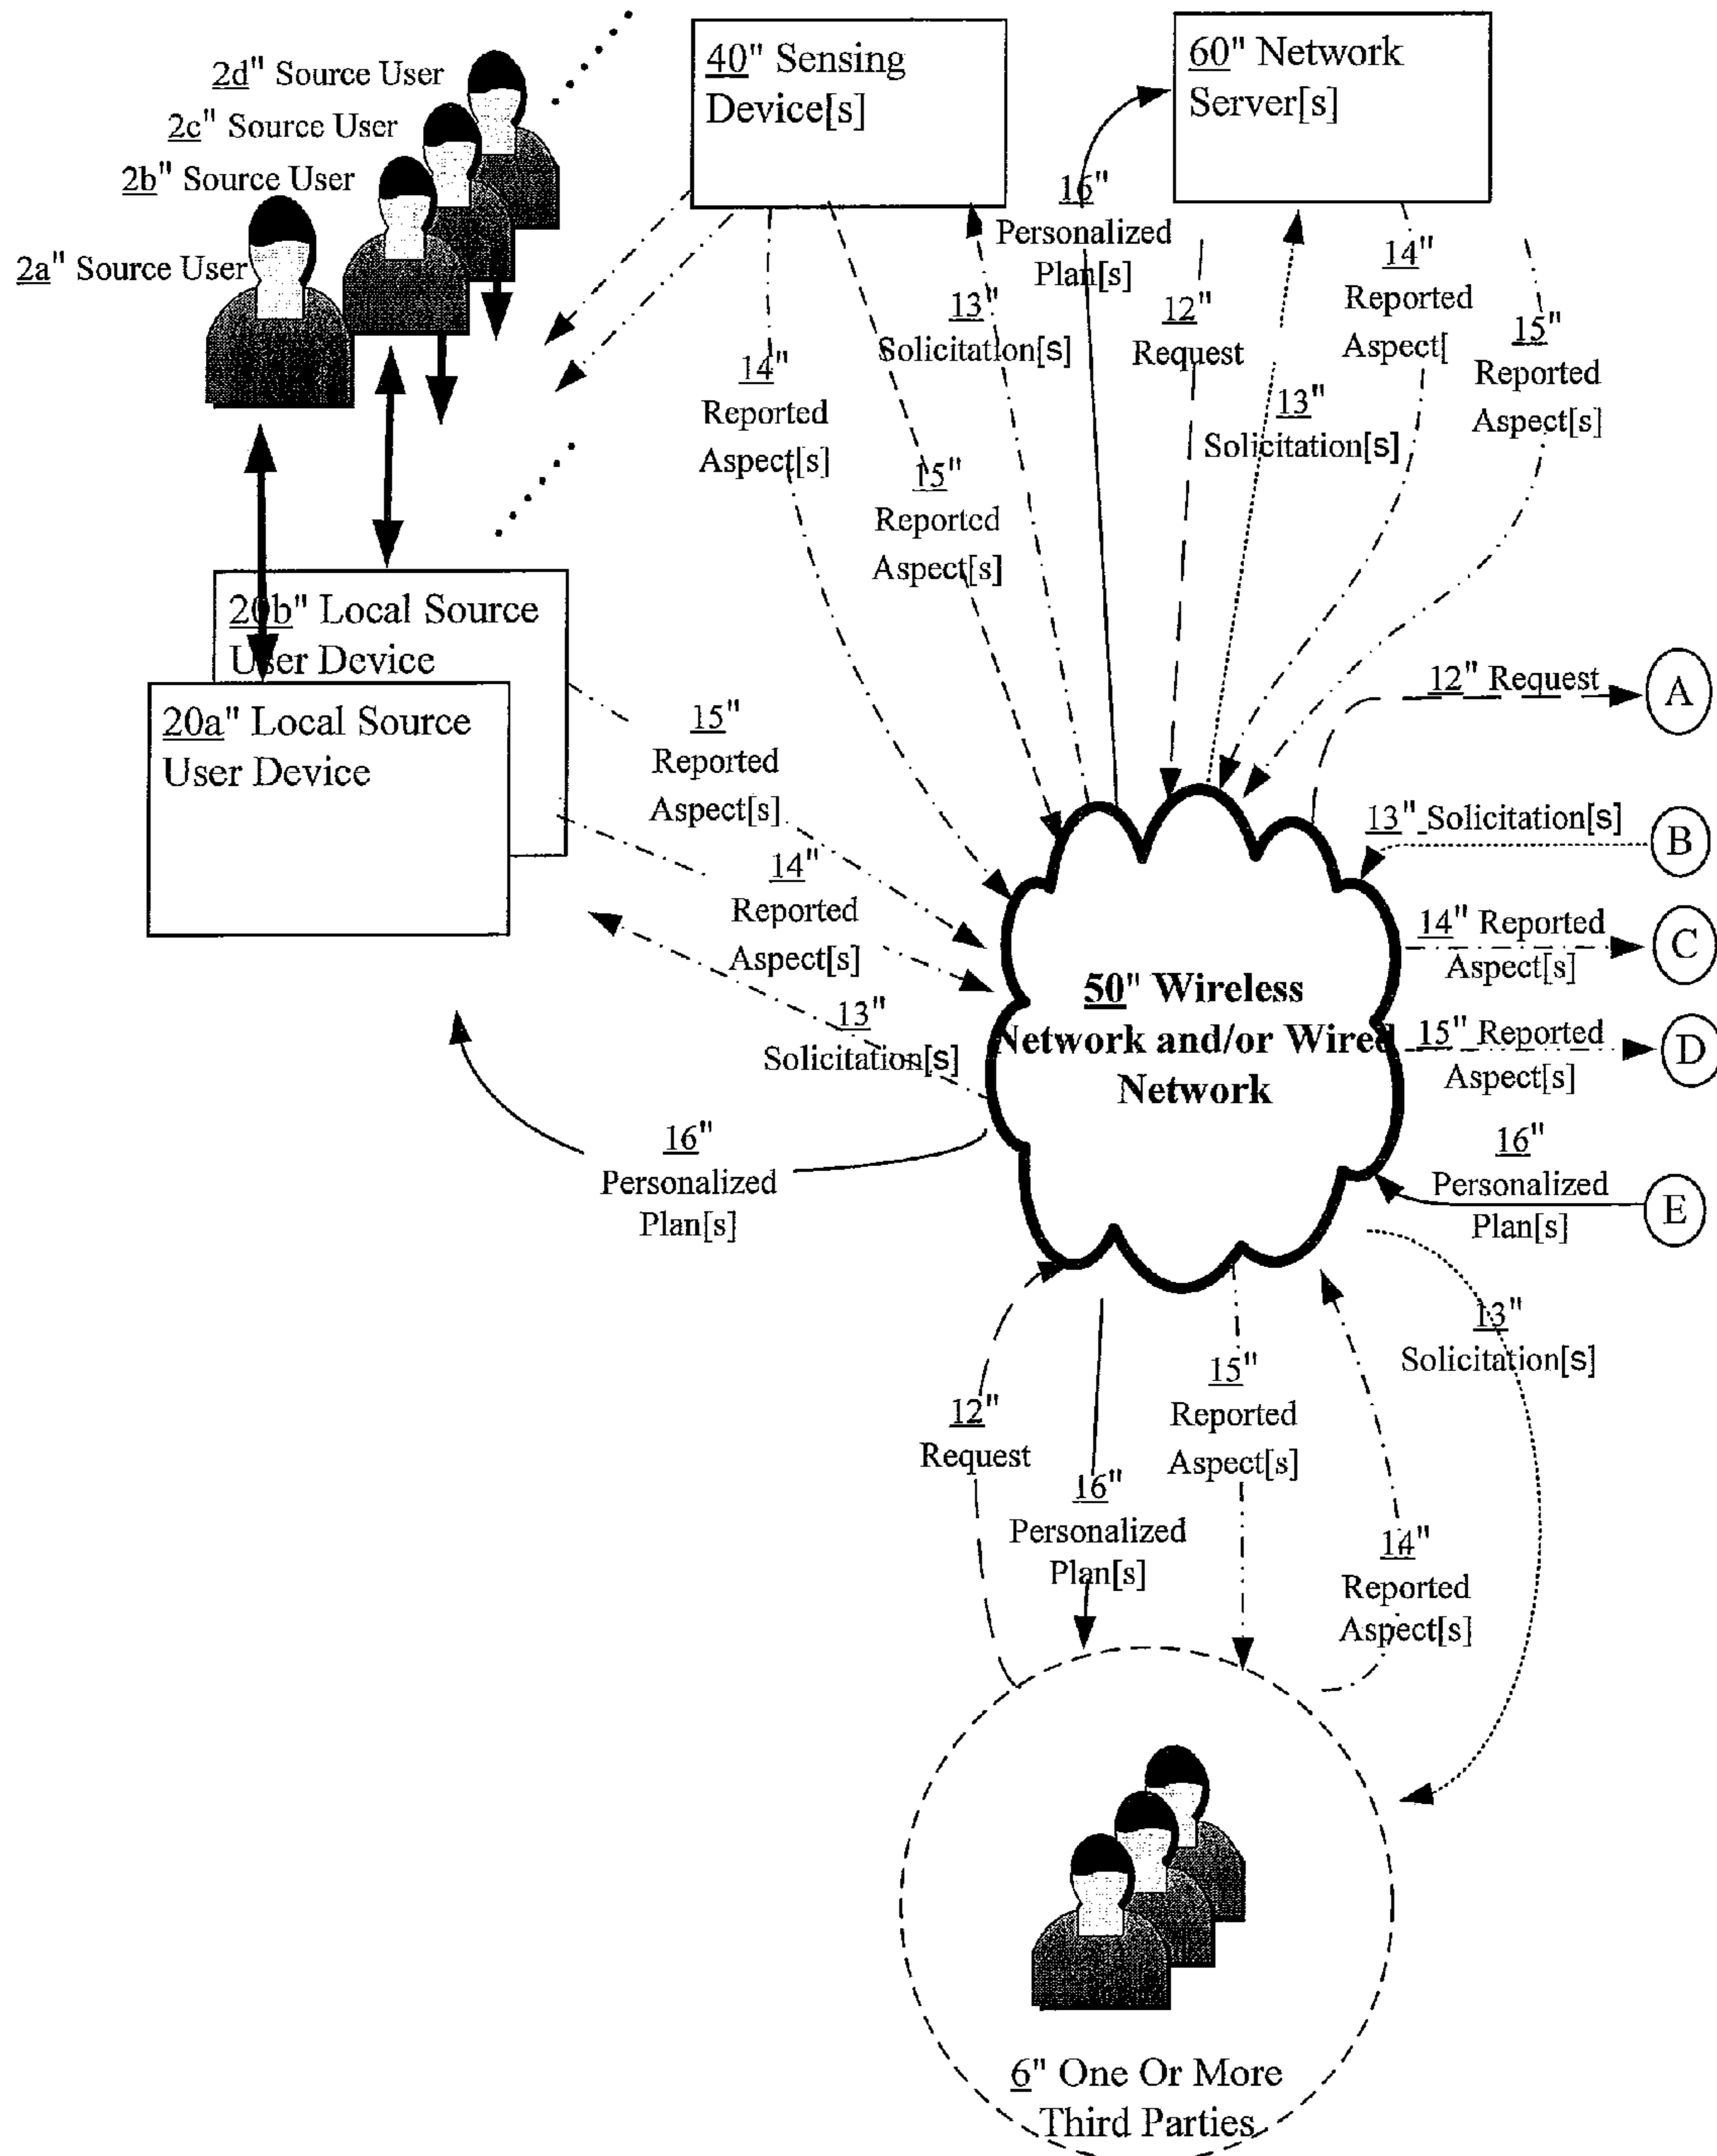 2d" Source User
2c" Source User
2b" Source User
2a" Source User
40" Sensing
Device[s]
60" Network
Server[s]
16"
Personalized
Plan[s]
13"
Solicitation[s]
12"
Request
14"
Reported
Aspect[
15"
Reported
Aspect[s]
13"
Solicitation[s]
14"
Reported
Aspect[s]
15"
Reported
Aspect[s]
20b" Local Source
User Device
20a" Local Source
User Device
15"
Reported
Aspect[s]
14"
Reported
Aspect[s]
13"
Solicitation[s]
16"
Personalized
Plan[s]
50" Wireless
Network and/or Wired
Network
12" Request
A
13" Solicitation[s]
B
14" Reported
Aspect[s]
C
15" Reported
Aspect[s]
D
16"
Personalized
Plan[s]
E
12"
Request
16"
Personalized
Plan[s]
15"
Reported
Aspect[s]
13"
Solicitation[s]
14"
Reported
Aspect[s]
6" One Or More
Third Parties